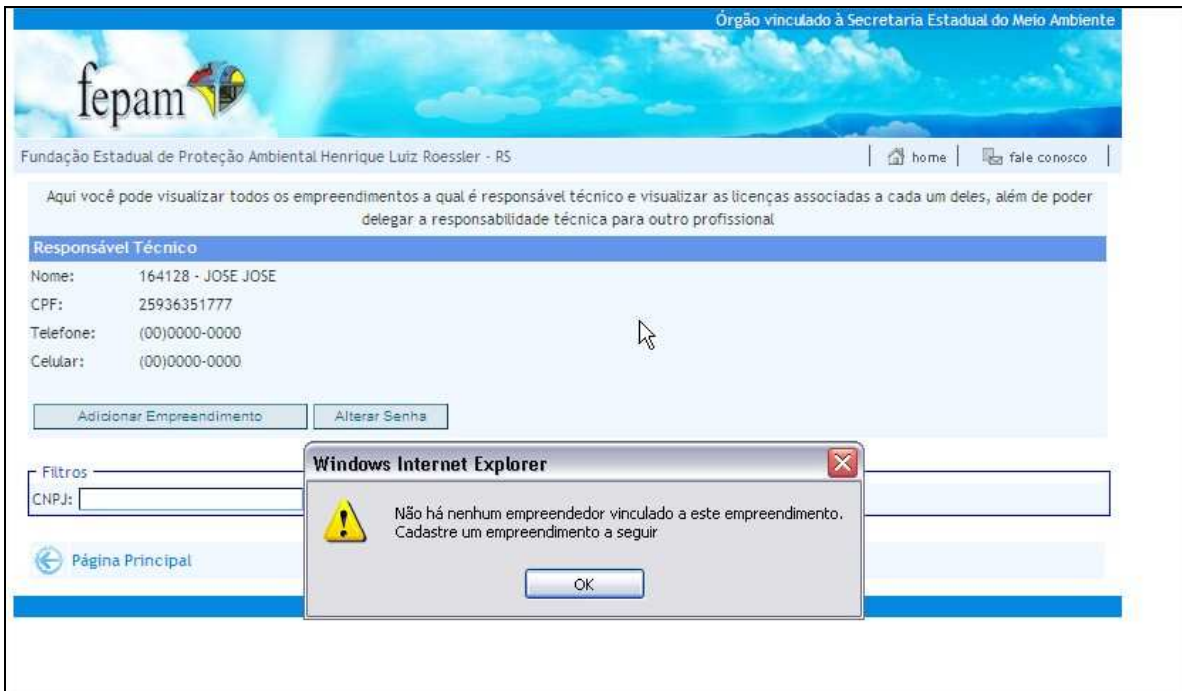 Órgão vinculado à Secretaria Estadual do Meio Ambiente
fepam
Fundação Estadual de Proteção Ambiental Henrique Luiz Roessler - RS
home
fale conosco
Aqui você pode visualizar todos os empreendimentos a qual é responsável técnico e visualizar as licenças associadas a cada um deles, além de poder
delegar a responsabilidade técnica para outro profissional
Responsável Técnico
Nome: 164128 - JOSE JOSE
CPF: 25936351777
Telefone: (00)0000-0000
Celular: (00)0000-0000
Adicionar Empreendimento
Alterar Senha
Filtros
CNPJ:
Windows Internet Explorer
Não há nenhum empreendedor vinculado a este empreendimento.
Cadastre um empreendimento a seguir
OK
Página Principal